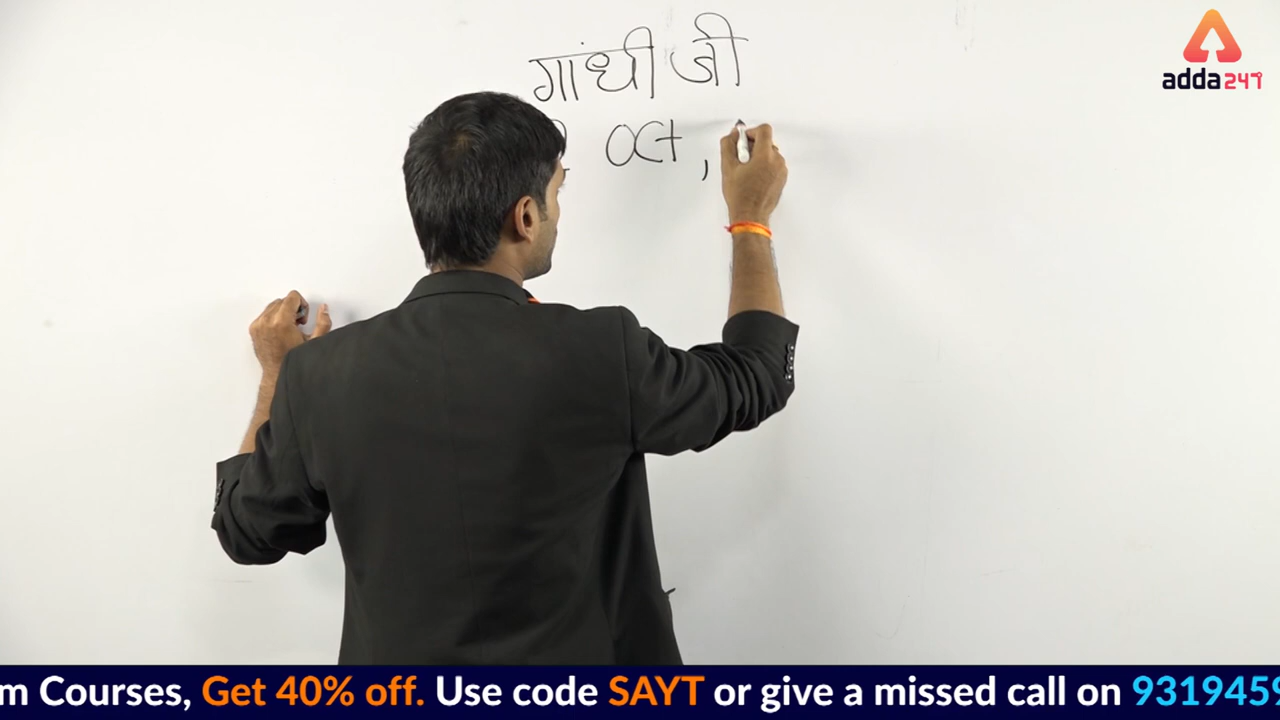 गांधी जी
Oct,
adda247
m Courses, Get 40% off. Use code SAYT or give a missed call on 9319459